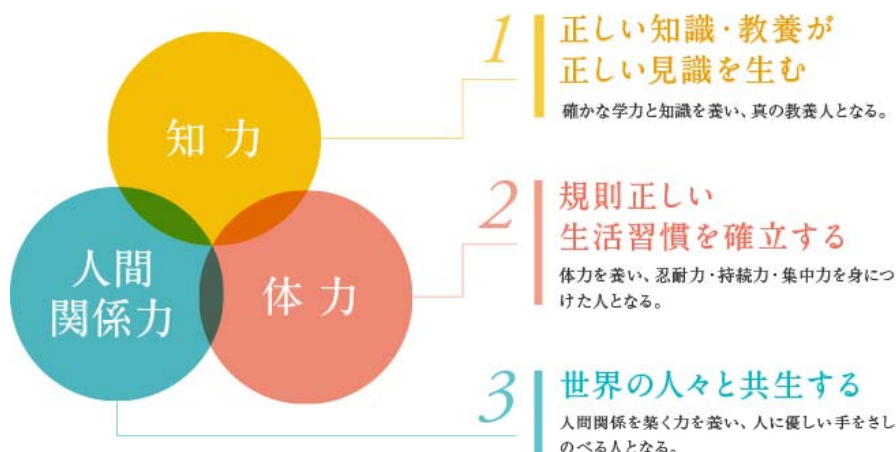 知力
人間
関係力
体力
1
正しい知識・教養が
正しい見識を生む
確かな学力と知識を養い、真の教養人となる。
2
規則正しい
生活習慣を確立する
体力を養い、忍耐力・持続力・集中力を身につ
けた人となる。
3
世界の人々と共生する
人間関係を築く力を養い、人に優しい手をさし
のべる人となる。